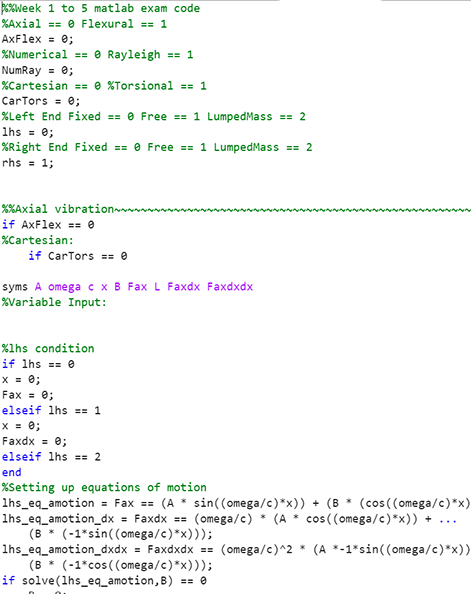 %%Week 1 to 5 matlab exam code
%Axial == 0 Flexural == 1
AxFlex = 0;
%Numerical == 0 Rayleigh == 1
NumRay = 0;
%Cartesian == 0 %Torsional == 1
CarTors = 0;
%Left End Fixed == 0 Free == 1 LumpedMass == 2
lhs = 0;
%Right End Fixed == 0 Free == 1 LumpedMass == 2
rhs = 1;
%%Axial vibration~~~~~~~~~~~~~~~~~~~~~~~~~~~~~~~~~~~~~~~~~~~~~~~~~~~~~~
if AxFlex == 0
%Cartesian:
if CarTors == 0
syms A omega c x B Fax L Faxdx Faxdxdx
%Variable Input:
%lhs condition
if lhs == 0
x = 0;
Fax = 0;
elseif lhs == 1
x = 0;
Faxdx = 0;
elseif lhs == 2
end
%Setting up equations of motion
lhs_eq_amotion = Fax == (A * sin((omega/c)*x)) + (B * (cos((omega/c)*x)
lhs_eq_amotion_dx = Faxdx == (omega/c) * (A * cos((omega/c)*x)) + ...
(B * (-1*sin((omega/c)*x)));
lhs_eq_amotion_dxdx = Faxdxdx == (omega/c)^2 * (A *-1*sin((omega/c)*x))
(B * (-1*cos((omega/c)*x)));
if solve(lhs_eq_amotion,B) == 0